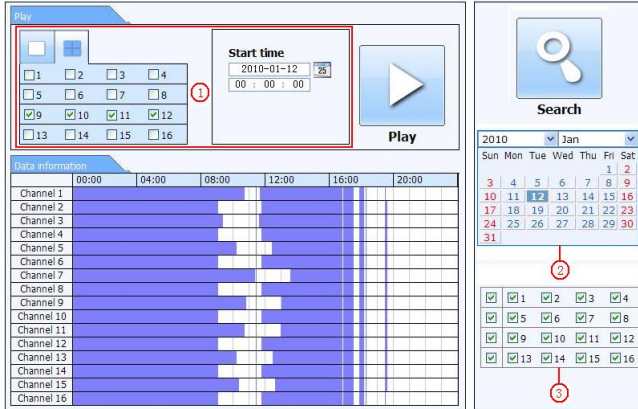 Play
1 2 3 4
5 6 7 8
9 10 11 12
13 14 15 16
1
Start time
2010-01-12
25
00 : 00 : 00
Play
Data information
00:00 04:00 08:00 12:00 16:00 20:00
Channel 1
Channel 2
Channel 3
Channel 4
Channel 5
Channel 6
Channel 7
Channel 8
Channel 9
Channel 10
Channel 11
Channel 12
Channel 13
Channel 14
Channel 15
Channel 16
Search
2010 Jan
Sun Mon Tue Wed Thu Fri Sat
1 2
3 4 5 6 7 8 9
10 11 12 13 14 15 16
17 18 19 20 21 22 23
24 25 26 27 28 29 30
31
2
1 2 3 4
5 6 7 8
9 10 11 12
13 14 15 16
3